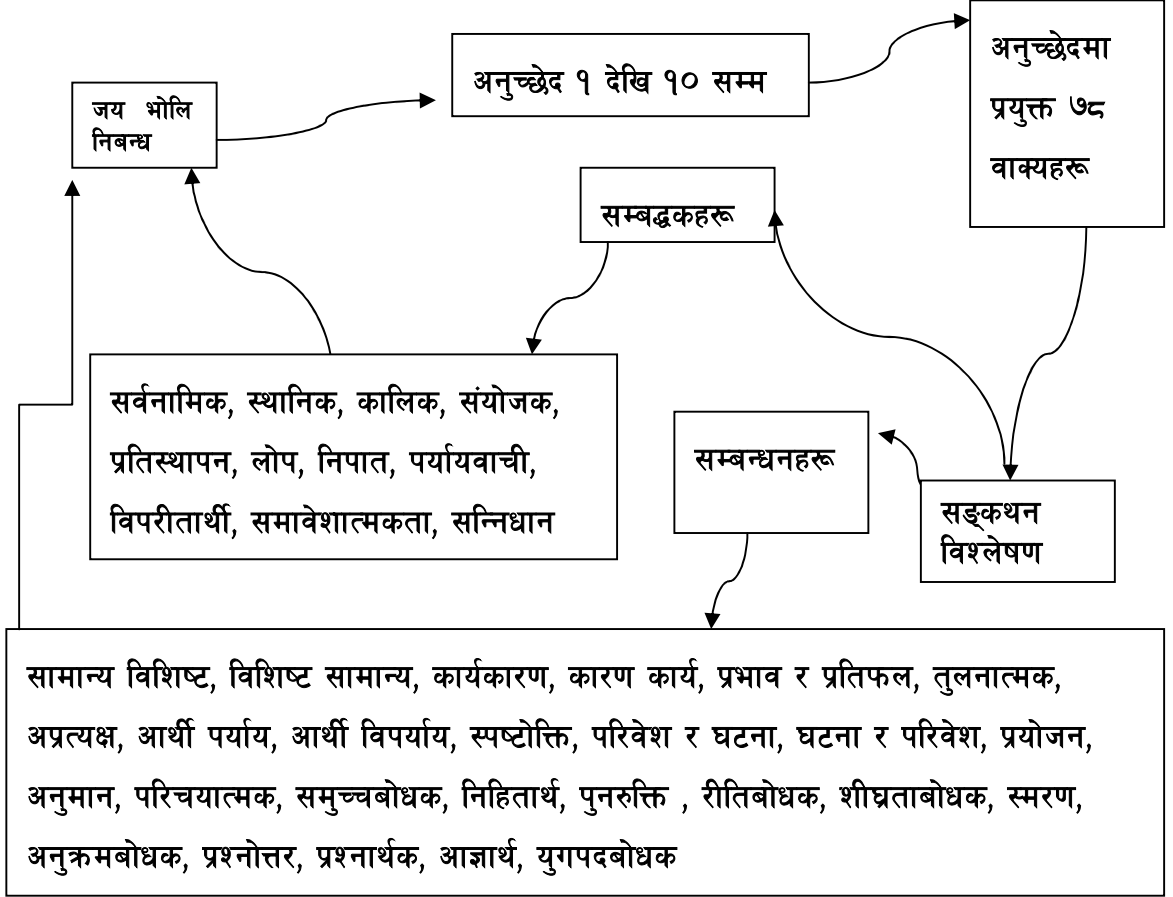 जय भोलि
निबन्ध
अनुच्छेद १ देखि १० सम्म
अनुच्छेदमा
प्रयुक्त ७८
वाक्यहरू
सम्बद्धकहरू
सर्वनामिक, स्थानिक, कालिक, संयोजक,
प्रतिस्थापन, लोप, निपात, पर्यायवाची,
विपरीतार्थी, समावेशात्मकता, सन्निधान
सम्बन्धनहरू
सङ्कथन
विश्लेषण
सामान्य विशिष्ट, विशिष्ट सामान्य, कार्यकारण, कारण कार्य, प्रभाव र प्रतिफल, तुलनात्मक,
अप्रत्यक्ष, आर्थी पर्याय, आर्थी विपर्याय, स्पष्टोक्ति, परिवेश र घटना, घटना र परिवेश, प्रयोजन,
अनुमान, परिचयात्मक, समुच्चबोधक, निहितार्थ, पुनरुक्ति , रीतिबोधक, शीघ्रताबोधक, स्मरण,
अनुक्रमबोधक, प्रश्नोत्तर, प्रश्नार्थक, आज्ञार्थ, युगपदबोधक